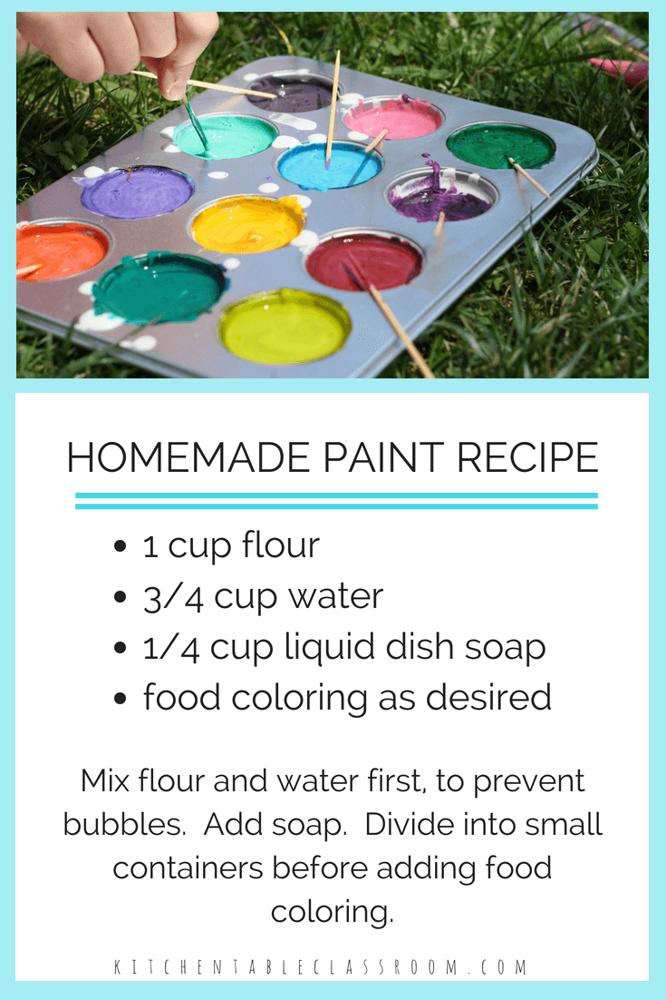 HOMEMADE PAINT RECIPE
• 1 cup flour
• 3/4 cup water
• 1/4 cup liquid dish soap
• food coloring as desired
Mix flour and water first, to prevent
bubbles.  Add soap.  Divide into small
containers before adding food
coloring.
KITCHENTABLECLASSROOM.COM